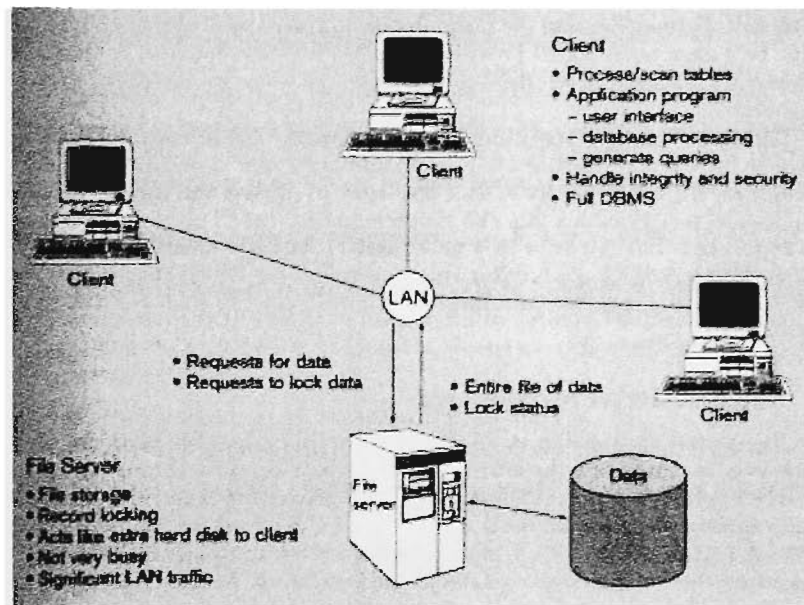 Client
• Process/scan tables
• Application program
– user interface
– database processing
– generate queries
• Handle integrity and security
• Full DBMS
Client
Client
LAN
• Requests for data
• Requests to lock data
• Entire file of data
• Lock status
Client
File Server
• File storage
• Record locking
• Acts like extra hard disk to client
• Not very busy
• Significant LAN traffic
File
server
Data